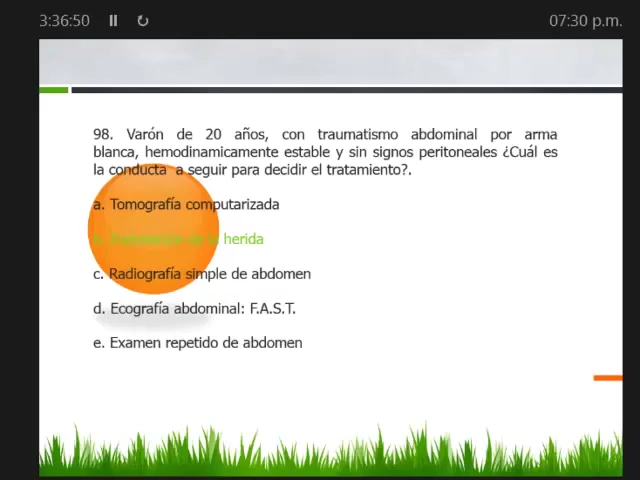 3:36:50
07:30 p.m.
98. Varón de 20 años, con traumatismo abdominal por arma
blanca, hemodinamicamente estable y sin signos peritoneales ¿Cuál es
la conducta a seguir para decidir el tratamiento?.
a. Tomografía computarizada
b. de la herida
c. Radiografía simple de abdomen
d. Ecografía abdominal: F.A.S.T.
e. Examen repetido de abdomen